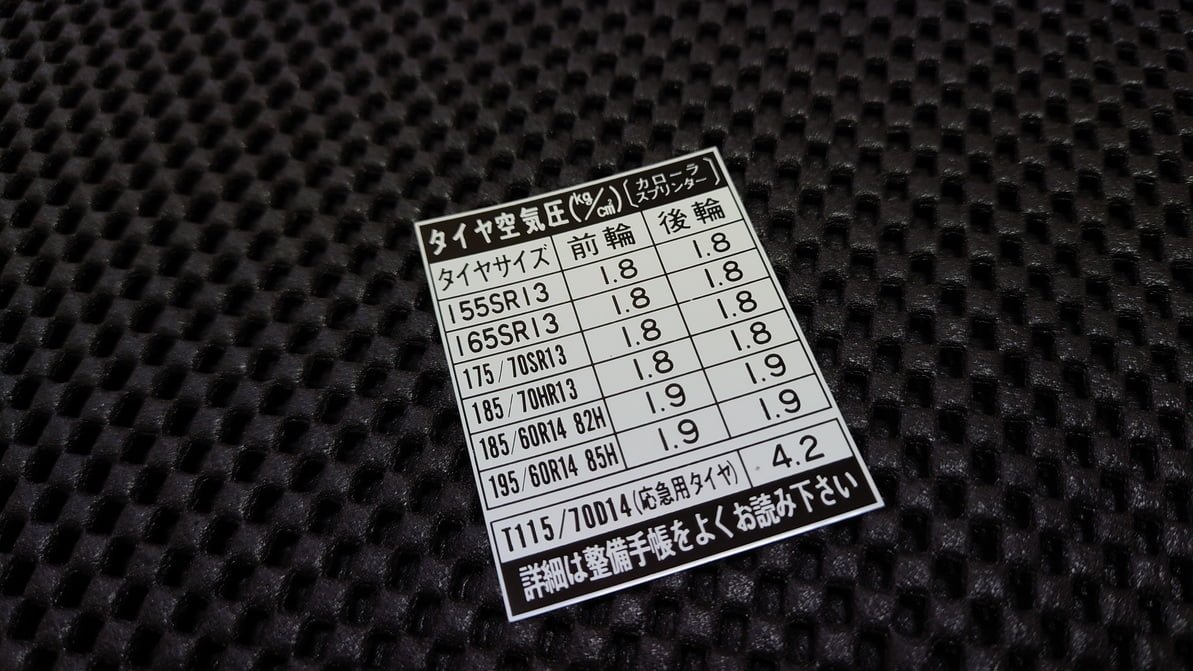 タイヤ空気圧(kg/cm²)(カローラ スプリンター)
タイヤサイズ 前輪 後輪
155SR13 1.8 1.8
165SR13 1.8 1.8
175/70SR13 1.8 1.8
185/70HR13 1.8 1.8
185/60R14 82H 1.9 1.9
195/60R14 85H 1.9 1.9
T115/70D14(応急用タイヤ) 4.2
詳細は整備手帳をよくお読み下さい